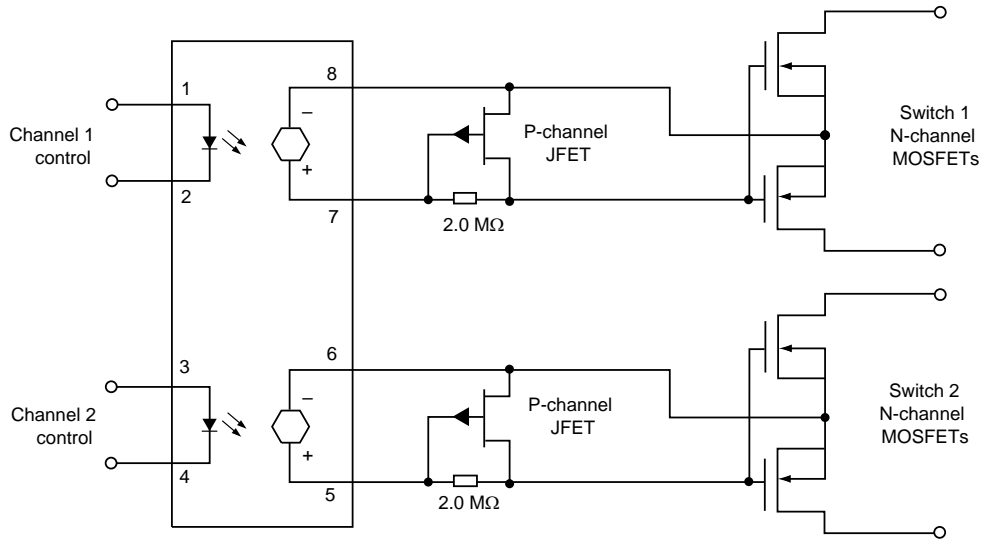 1
8
Channel 1
control
−
+
2
7
P-channel
JFET
2.0 MΩ
Switch 1
N-channel
MOSFETs
3
6
Channel 2
control
−
+
4
5
P-channel
JFET
2.0 MΩ
Switch 2
N-channel
MOSFETs